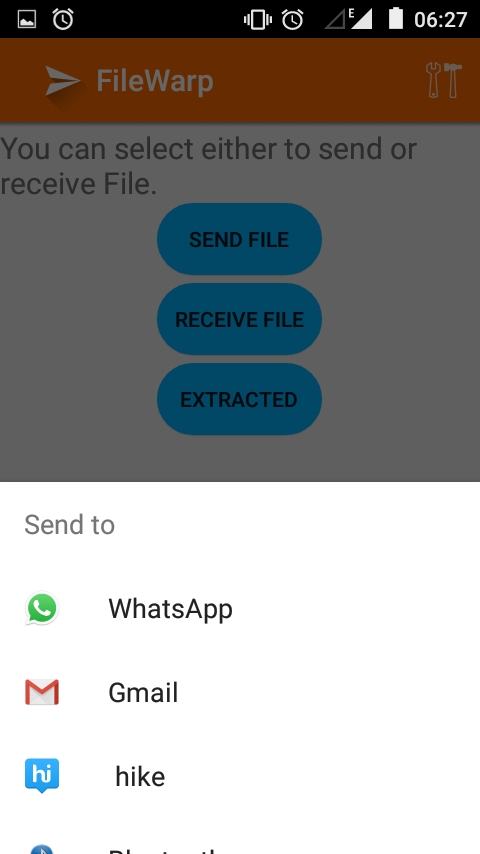 E 06:27
FileWarp
You can select either to send or
receive File.
SEND FILE
RECEIVE FILE
EXTRACTED
Send to
WhatsApp
Gmail
hi hike